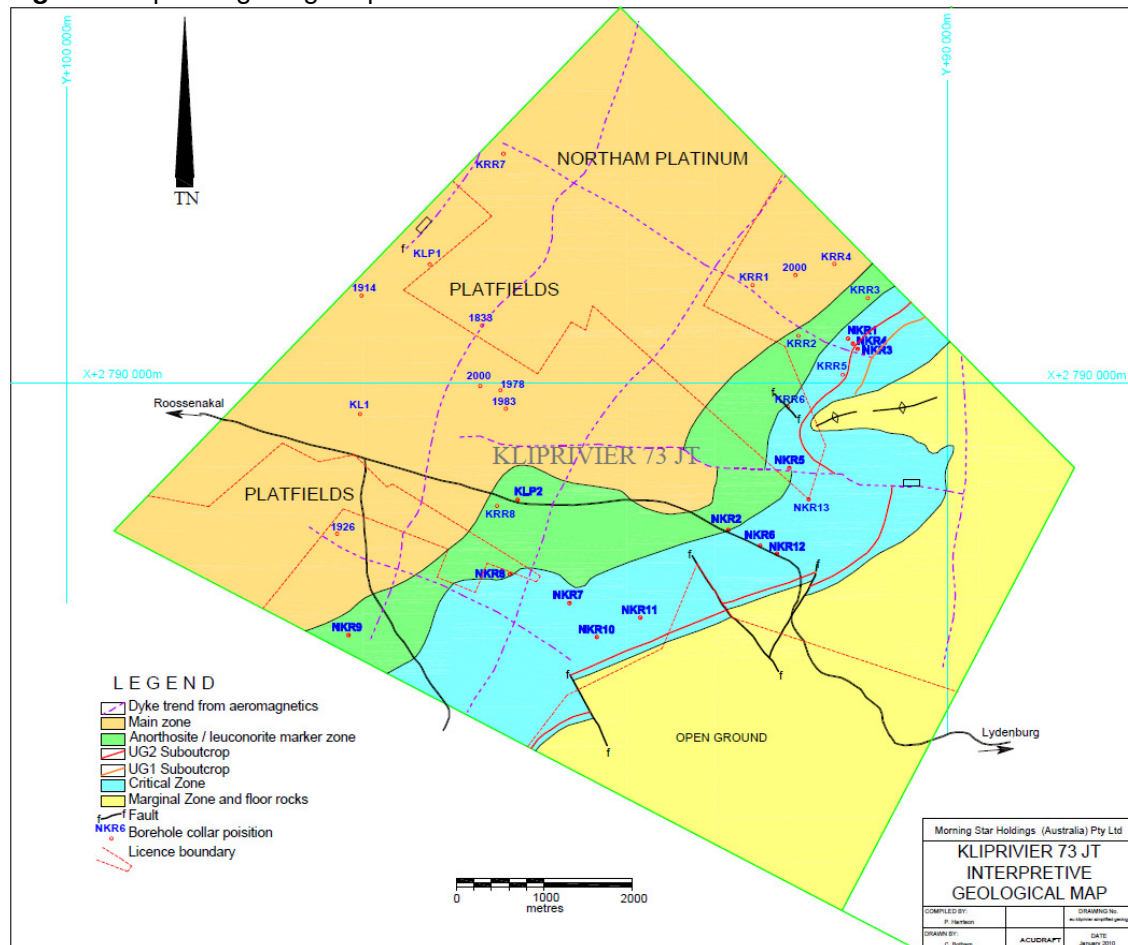 Y+100 000m
Y+90 000m
TN
NORTHAM PLATINUM
KRR7
f
KLP1
1914
PLATFIELDS
1833
KRR4
2000
KRR1
KRR3
KRR2
NKR1
NKR4
NKR3
KRR5
X+2 790 000m
X+2 790 000m
2000
1978
1983
f
KRR6
f
Roossenakal
KL1
KLIPRIVIER 73 JT
NKR5
PLATFIELDS
KLP2
KRR8
NKR13
1926
NKR2
NKR6
NKR12
f
f
NKR8
NKR7
NKR11
NKR10
NKR9
f
f
f
OPEN GROUND
Lydenburg
LEGEND
Dyke trend from aeromagnetics
Main zone
Anorthosite / leuconorite marker zone
UG2 Suboutcrop
UG1 Suboutcrop
Critical Zone
Marginal Zone and floor rocks
f f Fault
NKR6 Borehole collar poisition
Licence boundary
0 1000 2000
metres
Morning Star Holdings (Australia) Pty Ltd
KLIPRIVIER 73 JT
INTERPRETIVE
GEOLOGICAL MAP
COMPILED BY:
P. Harrison
DRAWING No.
DRAWN BY:
ACUDRAFT
DATE
January 2010